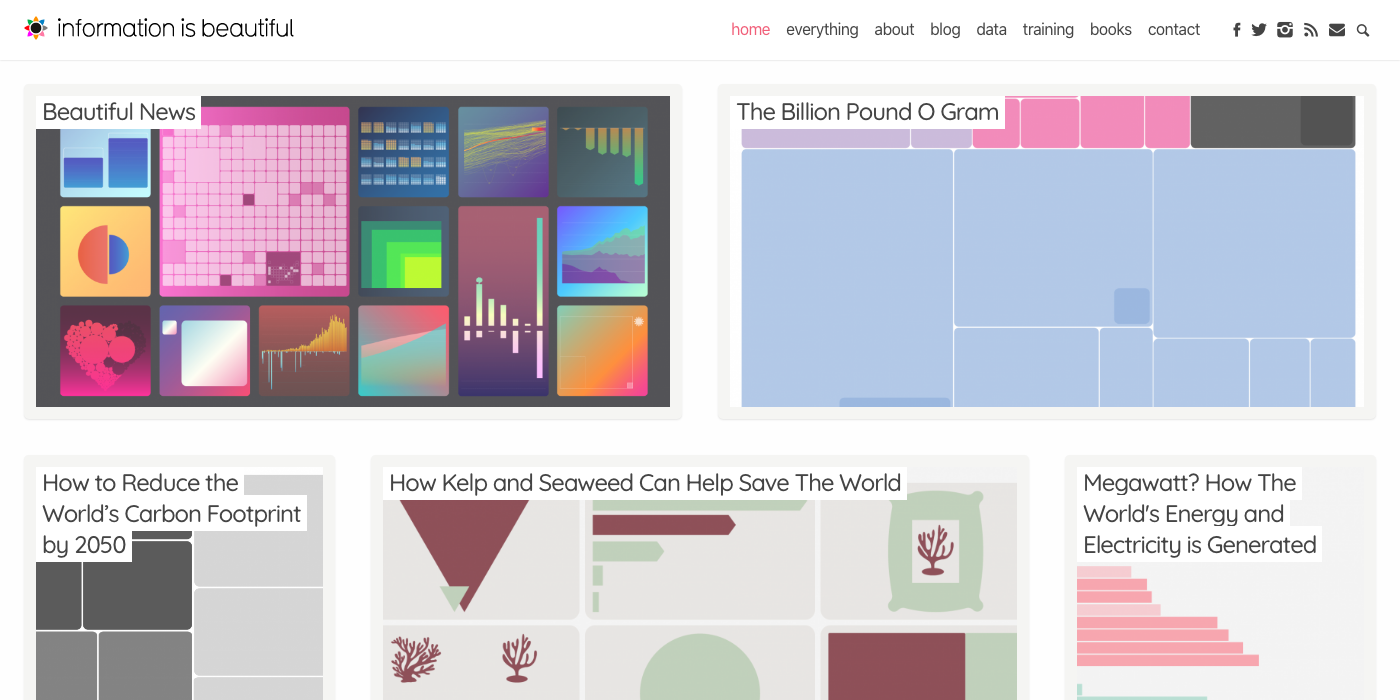 information is beautiful
home everything about blog data training books contact
Beautiful News
The Billion Pound O Gram
How to Reduce the
World’s Carbon Footprint
by 2050
How Kelp and Seaweed Can Help Save The World
Megawatt? How The
World's Energy and
Electricity is Generated